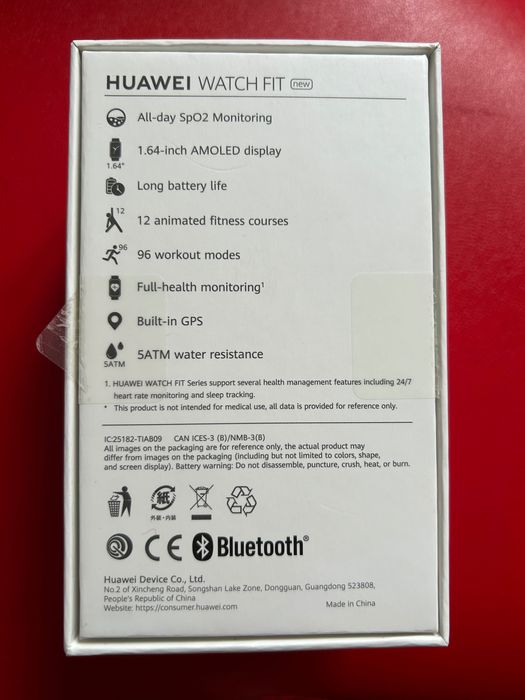 HUAWEI WATCH FIT new
All-day SpO2 Monitoring
1.64-inch AMOLED display
1.64"
Long battery life
12
12 animated fitness courses
96
96 workout modes
Full-health monitoring¹
Built-in GPS
5ATM water resistance
5ATM
1. HUAWEI WATCH FIT Series support several health management features including 24/7
heart rate monitoring and sleep tracking.
* This product is not intended for medical use, all data is provided for reference only.
IC:25182-TIAB09 CAN ICES-3 (B)/NMB-3(B)
All images on the packaging are for reference only, the actual product may
differ from images on the packaging (including but not limited to colors, shape,
and screen display). Battery warning: Do not disassemble, puncture, crush, heat, or burn.
紙
外装・内装
CE Bluetooth®
Huawei Device Co., Ltd.
No.2 of Xincheng Road, Songshan Lake Zone, Dongguan, Guangdong 523808,
People's Republic of China
Website: https://consumer.huawei.com Made in China